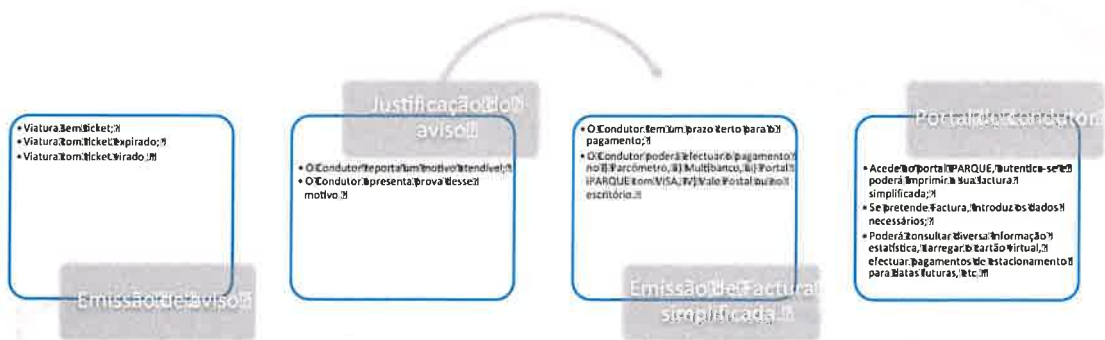 • Viatura sem ticket;
• Viatura com ticket expirado;
• Viatura com ticket virado;
Emissão de aviso
Justificação do
aviso
• O Condutor reporta um motivo atendível;
• O Condutor apresenta prova desse
motivo.
• O Condutor tem um prazo certo para o
pagamento;
• O Condutor poderá efectuar o pagamento
no i) Parcómetro, ii) Multibanco, iii) Portal
iPARQUE com VISA, IV) Vale Postal ou no
escritório.
Emissão de Factura
simplificada
Portal do Condutor
• Acede ao portal iPARQUE, autentica-se e
poderá imprimir a sua factura
simplificada;
• Se pretende Factura, introduz os dados
necessários;
• Poderá consultar diversa informação
estatística, carregar o cartão virtual,
efectuar pagamentos de estacionamento
para datas futuras, etc.